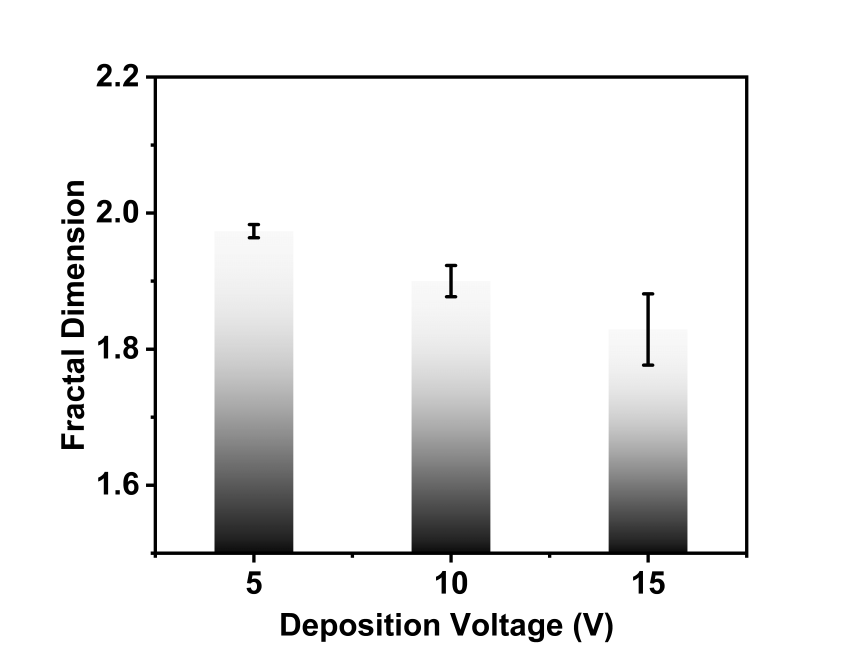 2.2
2.0
1.8
1.6
Fractal Dimension
5 10 15
Deposition Voltage (V)